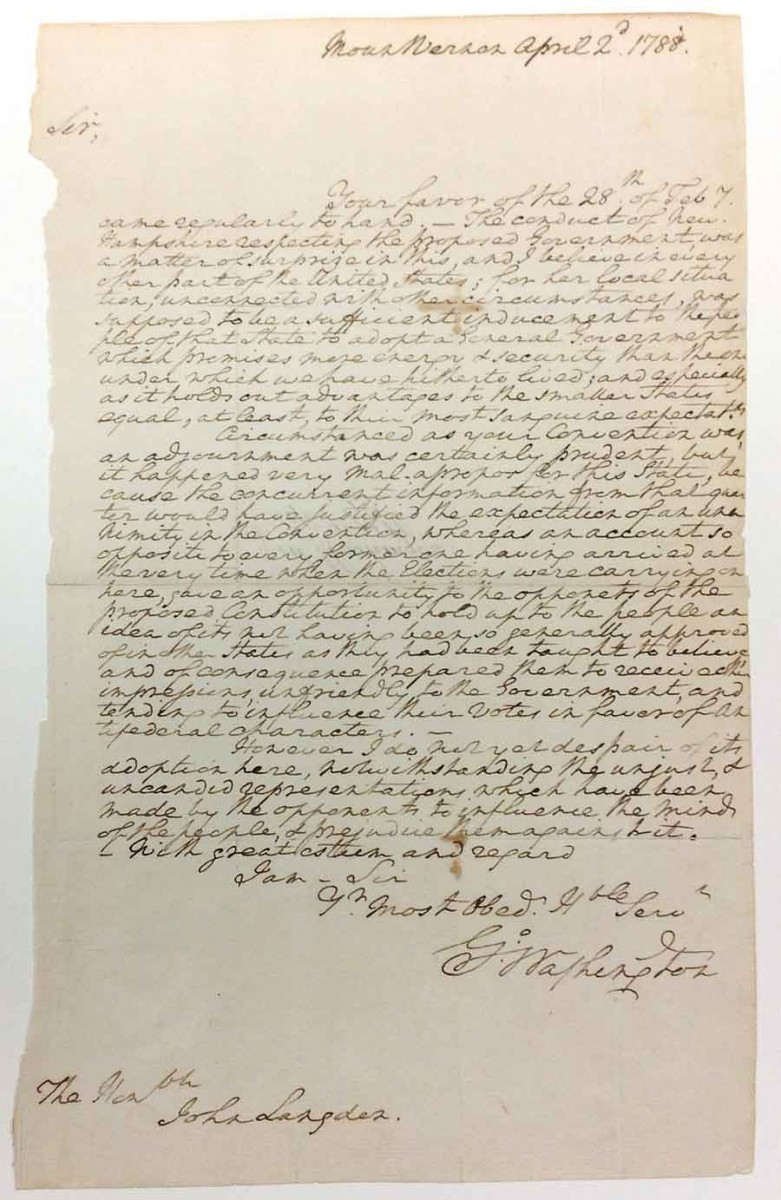 Mount Vernon April 2d. 1788.
Sir,
Your favor of the 28th. of Feby.
came regularly to hand. — The conduct of New
Hampshire respecting the proposed Government was
a matter of surprize in this, and I believe in every
other part of the United States; for her local situa
tion, unconnected with other circumstances, was
supposed to be a sufficient inducement to the peo
ple of that State to adopt a General Government
which promises more energy & security than the one
under which we have hitherto lived; and especially
as it holds out advantages to the smaller States
equal, at least, to their most sanguine expectatns.
Circumstanced as your Convention was,
an adjournment was certainly prudent, but
it happened very mal-apropos for this State, be
cause the concurrent information from that quar
ter would have justified the expectation of an una
nimity in the Convention, whereas an account so
opposite to every former one having arrived at
the very time when the Elections were carrying on
here, gave an opportunity to the opponets of the
proposed Constitution to hold up to the people an
idea of its not having been so generally approved
of in other States as they had been taught to believe
and of consequence prepared them to receive other
impressions unfriendly to the Government, and
tending to influence their votes in favor of An
tifederal characters. —
However I do not yet despair of its
adoption here, notwithstanding the unjust, &
uncandid representations which have been
made by the opponents to influence the minds
of the people, & prejudice them against it.
— With great esteem and regard
I am — Sir
Yr. Most Obedt. Hble Servt
Go. Washington
The Honble
John Langdon.